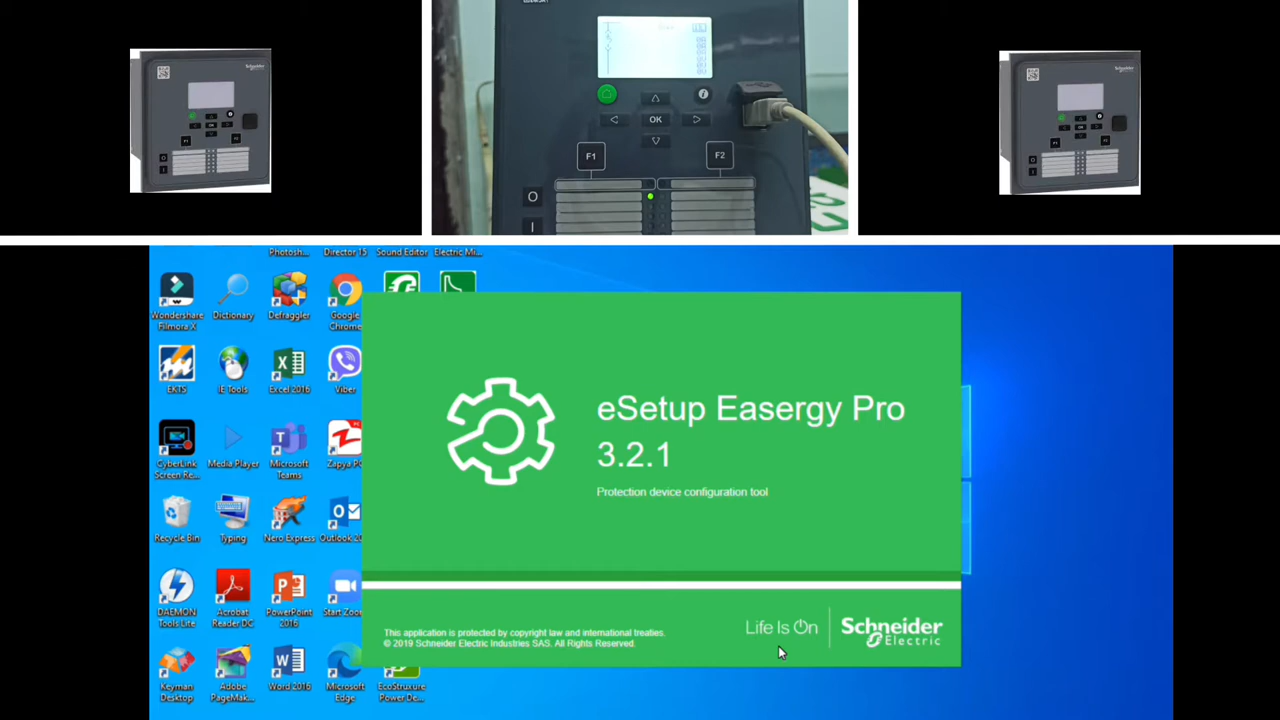 OK
F1
F2
O
I
Photosh...
Director 15
Sound Editor
Electric Mi...
Wondershare
Filmora X
Dictionary
Defraggler
Google
Chrome
EKTS
IE Tools
Excel 2016
Viber
CyberLink
Screen Re...
Media Player
Microsoft
Teams
Zapya PC
Recycle Bin
Typing
Nero Express
Outlook 20
DAEMON
Tools Lite
Acrobat
Reader DC
PowerPoint
2016
Start Zoom
Keyman
Desktop
Adobe
PageMak...
Word 2016
Microsoft
Edge
EcoStruxure
Power De...
eSetup Easergy Pro
3.2.1
Protection device configuration tool
This application is protected by copyright law and international treaties.
© 2019 Schneider Electric Industries SAS. All Rights Reserved.
Life Is On
Schneider
Electric